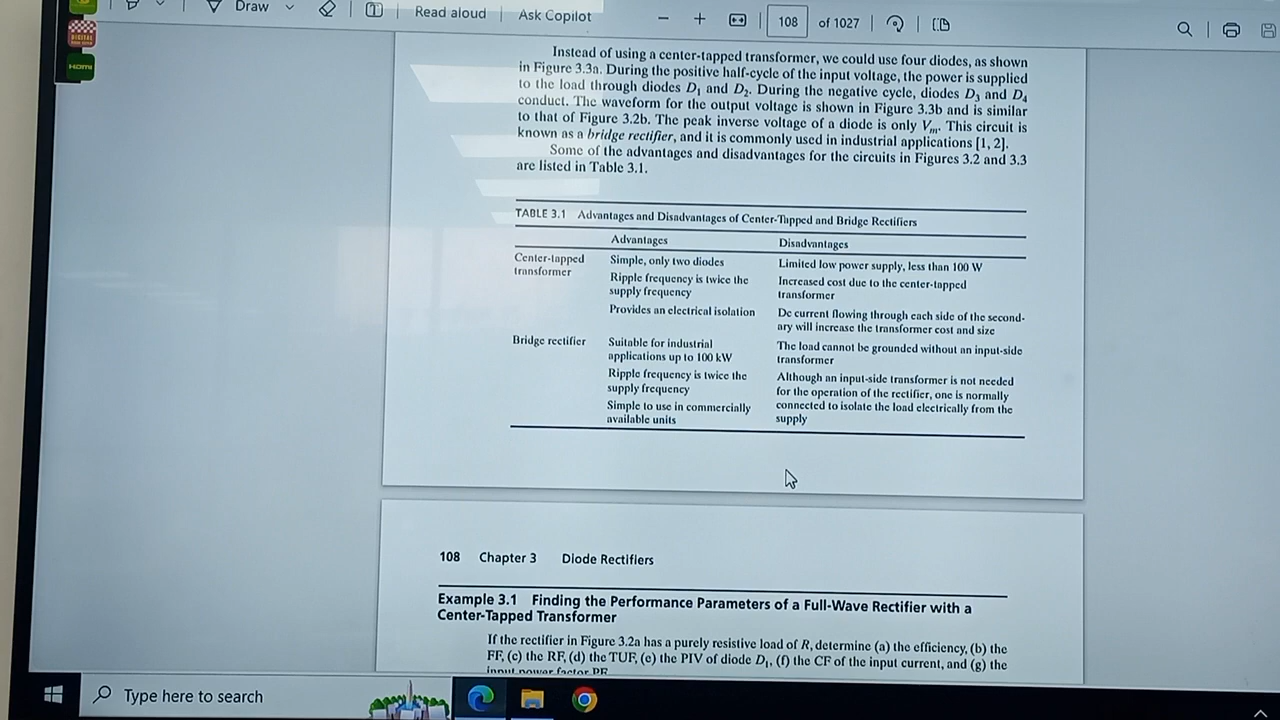 Draw
Read aloud
Ask Copilot
108 of 1027
DIGITAL
HDMI
Instead of using a center-tapped transformer, we could use four diodes, as shown
in Figure 3.3a. During the positive half-cycle of the input voltage, the power is supplied
to the load through diodes D1 and D2. During the negative cycle, diodes D3 and D4
conduct. The waveform for the output voltage is shown in Figure 3.3b and is similar
to that of Figure 3.2b. The peak inverse voltage of a diode is only Vm. This circuit is
known as a bridge rectifier, and it is commonly used in industrial applications [1, 2].
Some of the advantages and disadvantages for the circuits in Figures 3.2 and 3.3
are listed in Table 3.1.
TABLE 3.1 Advantages and Disadvantages of Center-Tapped and Bridge Rectifiers
Advantages Disadvantages
Center-tapped Simple, only two diodes Limited low power supply, less than 100 W
transformer Ripple frequency is twice the Increased cost due to the center-tapped
supply frequency transformer
Provides an electrical isolation Dc current flowing through each side of the second-
ary will increase the transformer cost and size
Bridge rectifier Suitable for industrial The load cannot be grounded without an input-side
applications up to 100 kW transformer
Ripple frequency is twice the Although an input-side transformer is not needed
supply frequency for the operation of the rectifier, one is normally
Simple to use in commercially connected to isolate the load electrically from the
available units supply
108 Chapter 3 Diode Rectifiers
Example 3.1 Finding the Performance Parameters of a Full-Wave Rectifier with a
Center-Tapped Transformer
If the rectifier in Figure 3.2a has a purely resistive load of R, determine (a) the efficiency, (b) the
FF, (c) the RF, (d) the TUF, (e) the PIV of diode D1, (f) the CF of the input current, and (g) the
input power factor PF.
Type here to search